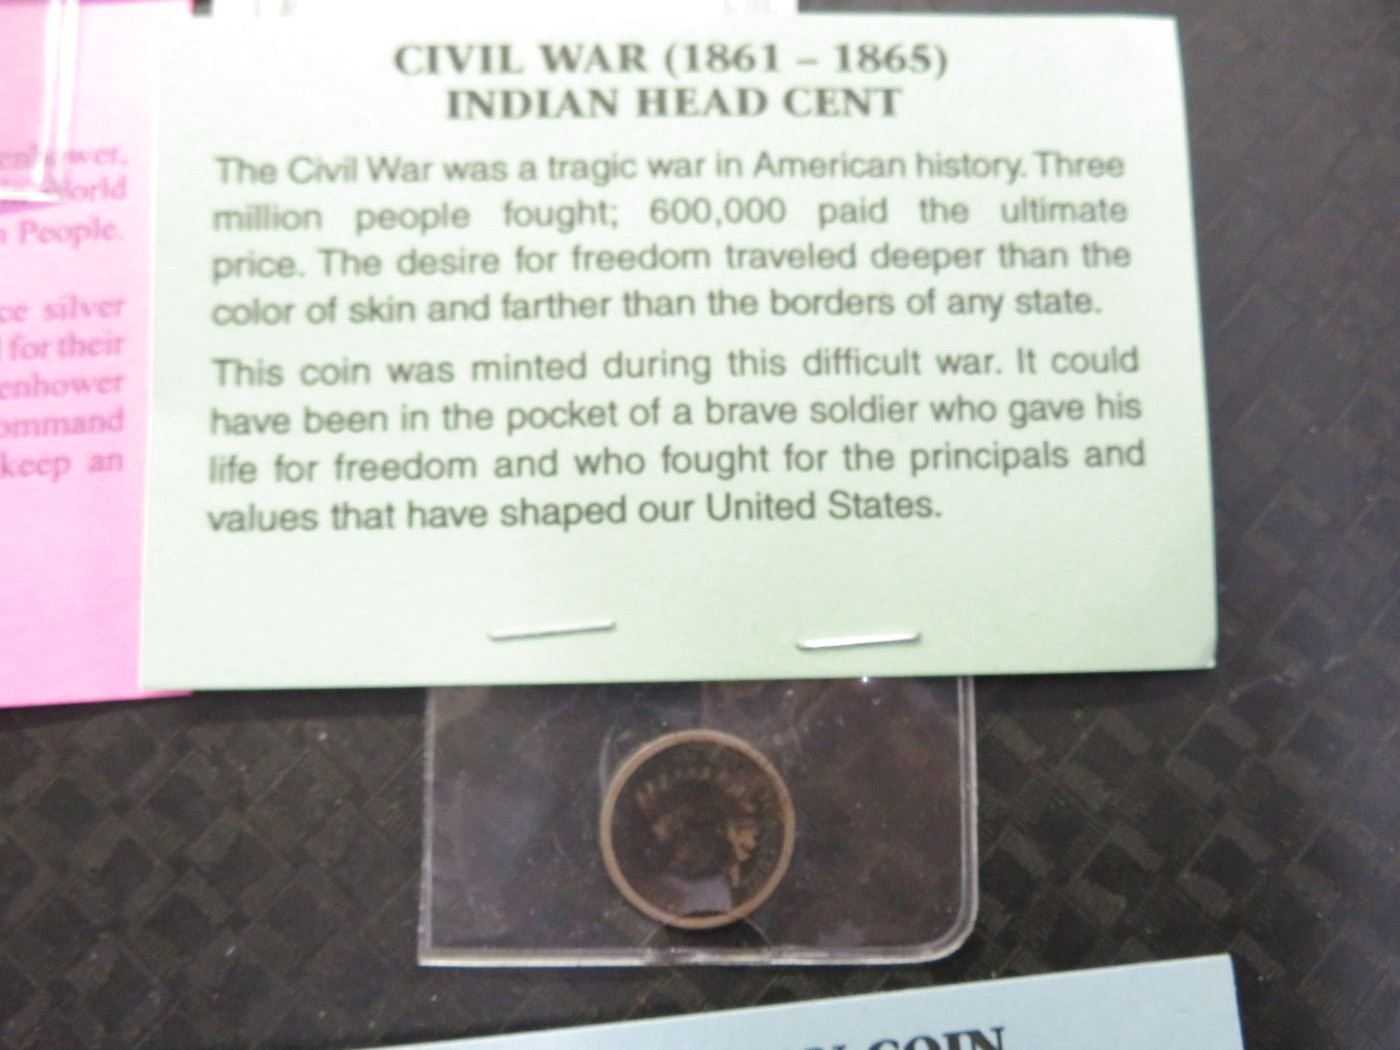 CIVIL WAR (1861 – 1865)
INDIAN HEAD CENT
The Civil War was a tragic war in American history. Three
million people fought; 600,000 paid the ultimate
price. The desire for freedom traveled deeper than the
color of skin and farther than the borders of any state.
This coin was minted during this difficult war. It could
have been in the pocket of a brave soldier who gave his
life for freedom and who fought for the principals and
values that have shaped our United States.
enhower,
World
People.
ce silver
for their
enhower
ommand
keep an
COIN